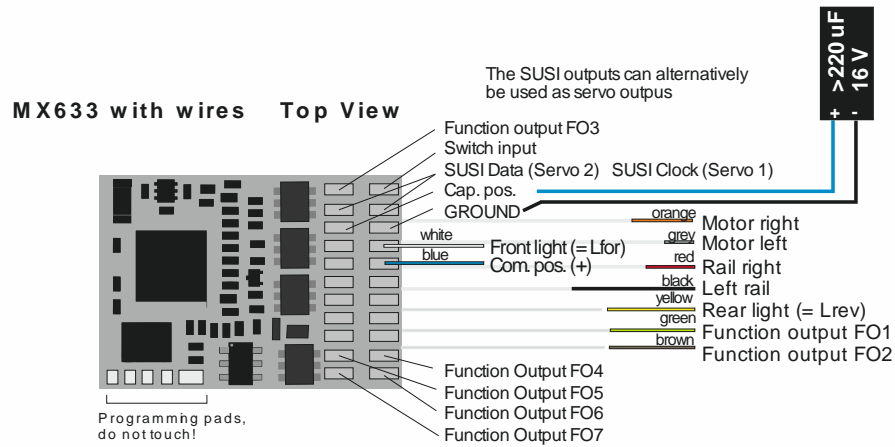 The SUSI outputs can alternatively
be used as servo outpus
>220 uF
16 V
+ -
MX633 with wires Top View
Function output FO3
Switch input
SUSI Data (Servo 2) SUSI Clock (Servo 1)
Cap. pos.
GROUND
orange Motor right
white grey Motor left
Front light (= Lfor)
blue red Rail right
Com. pos. (+)
black Left rail
yellow Rear light (= Lrev)
green Function output FO1
brown Function output FO2
Function Output FO4
Function Output FO5
Function Output FO6
Function Output FO7
Programming pads,
do not touch!